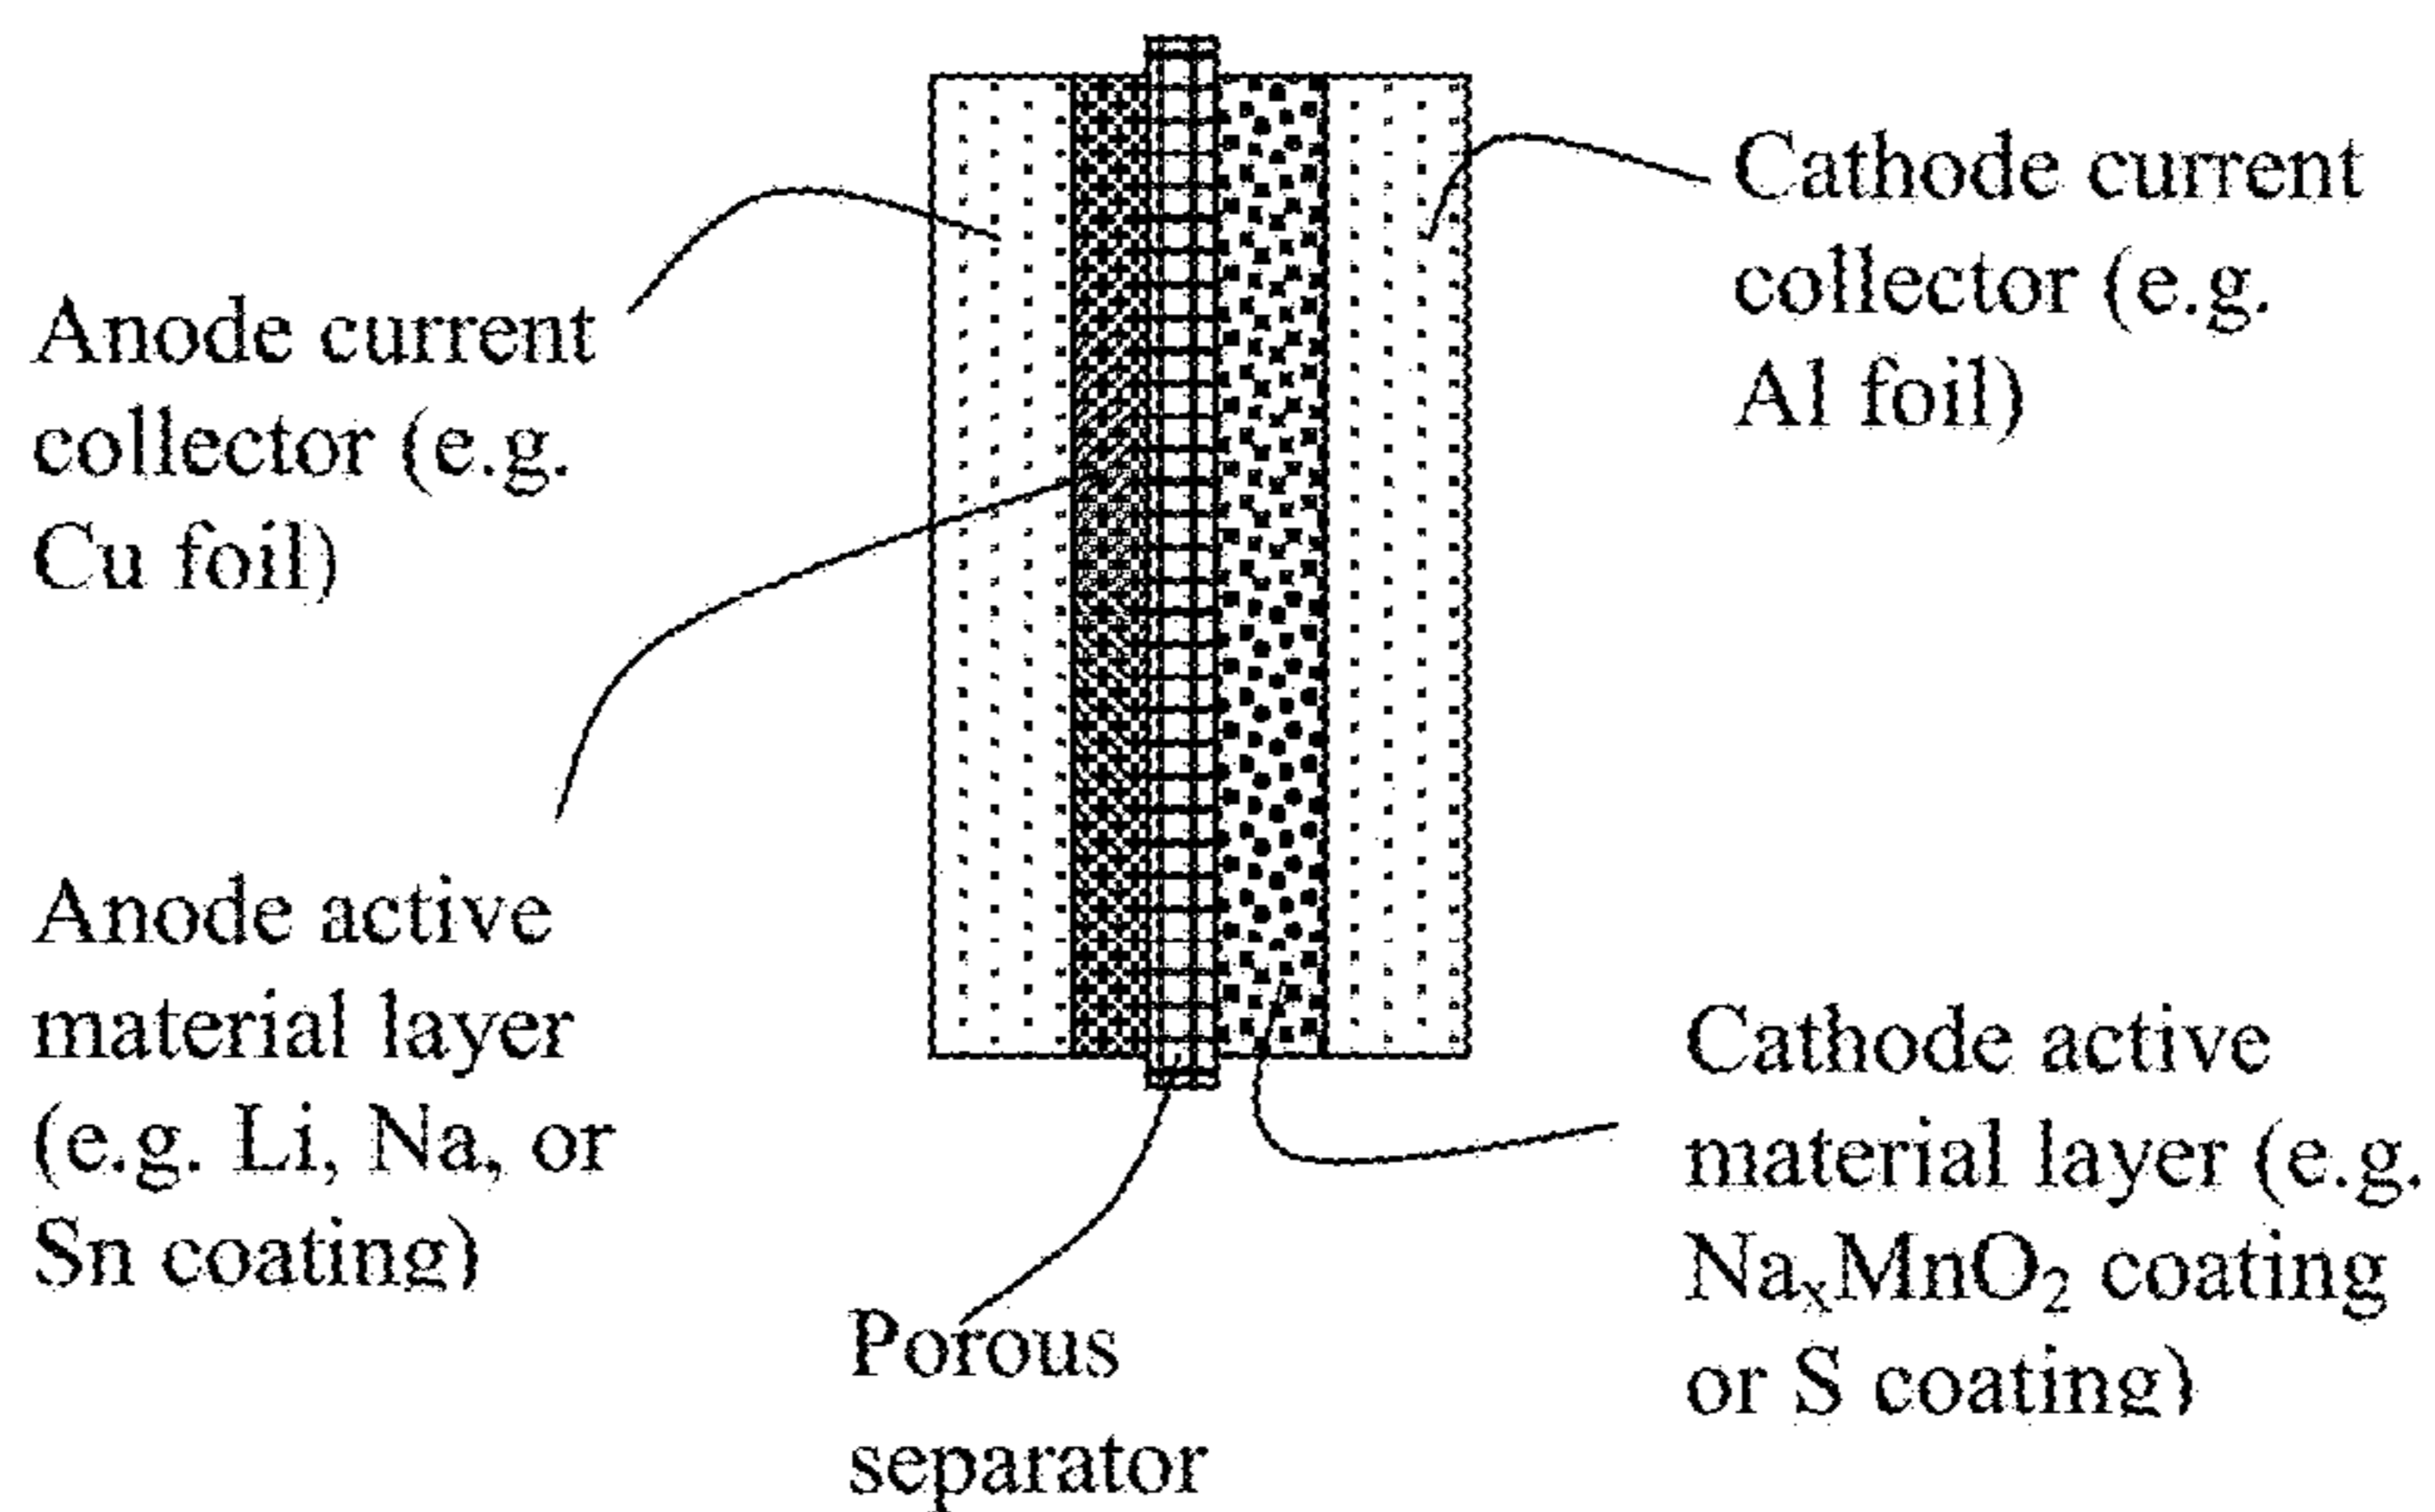 Anode current
collector (e.g.
Cu foil)
Cathode current
collector (e.g.
Al foil)
Anode active
material layer
(e.g. Li, Na, or
Sn coating)
Porous
separator
Cathode active
material layer (e.g.
NaₓMnO₂ coating
or S coating)